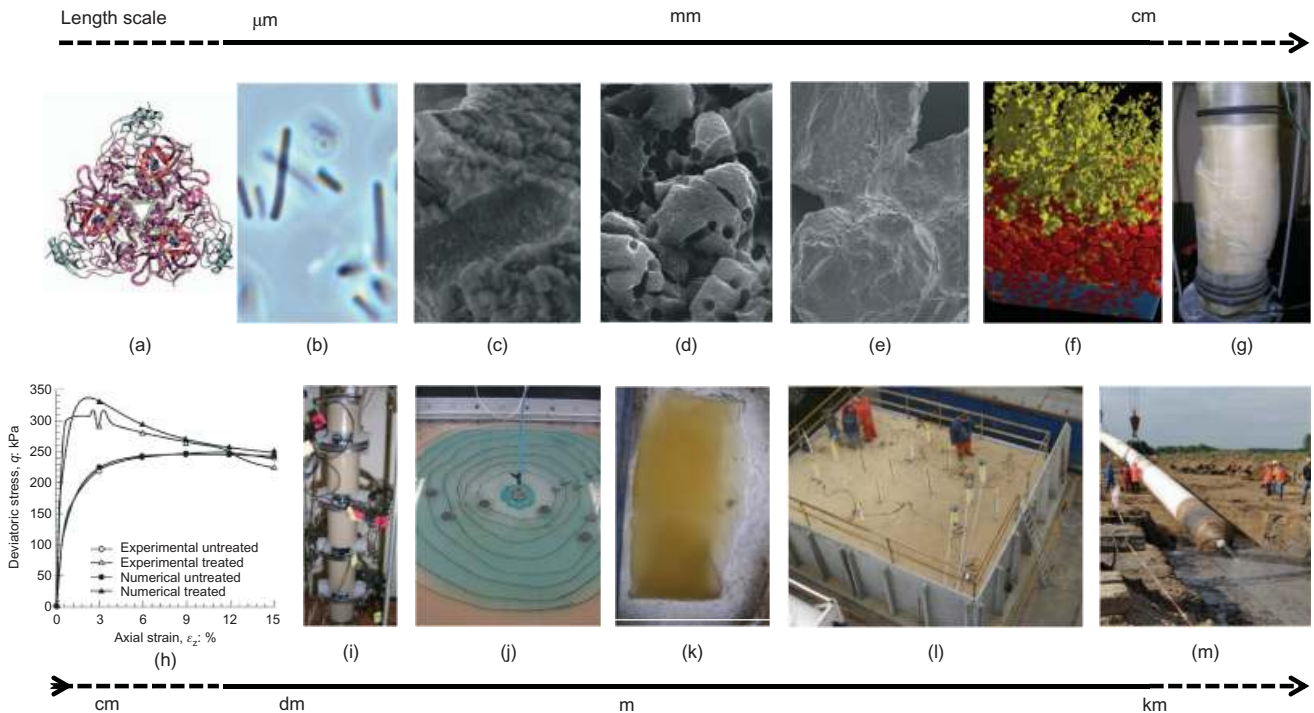 Length scale
μm
mm
cm
(a)
(b)
(c)
(d)
(e)
(f)
(g)
350
300
250
200
150
100
50
0
Deviatoric stress, q: kPa
Experimental untreated
Experimental treated
Numerical untreated
Numerical treated
0
3
6
9
12
15
Axial strain, εz: %
(h)
(i)
(j)
(k)
(l)
(m)
cm
dm
m
km